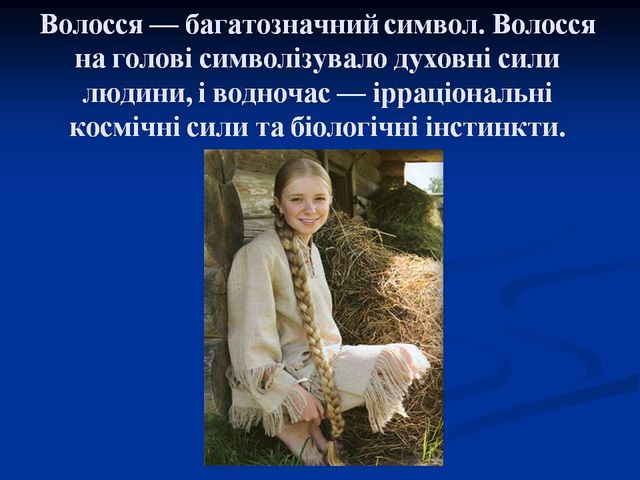 Волосся — багатозначний символ. Волосся
на голові символізувало духовні сили
людини, і водночас — ірраціональні
космічні сили та біологічні інстинкти.